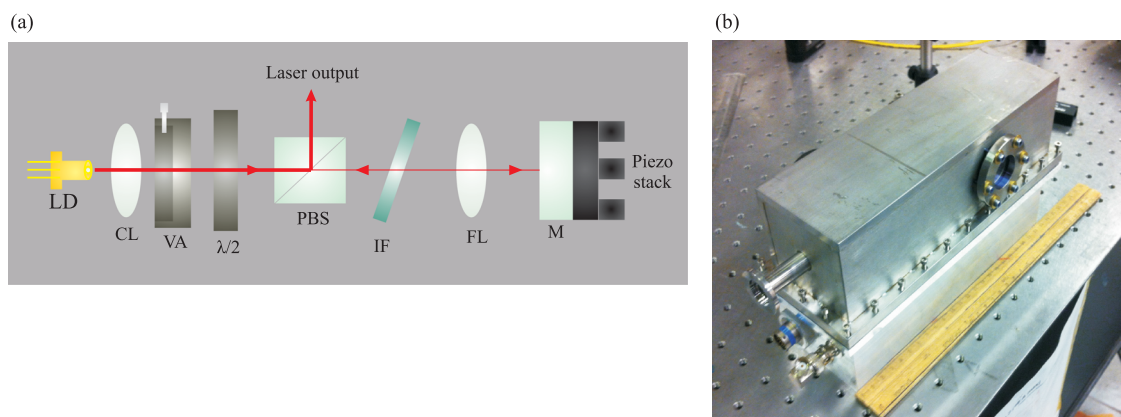 (a)
(b)
Laser output
LD
CL
VA
λ/2
PBS
IF
FL
M
Piezo
stack